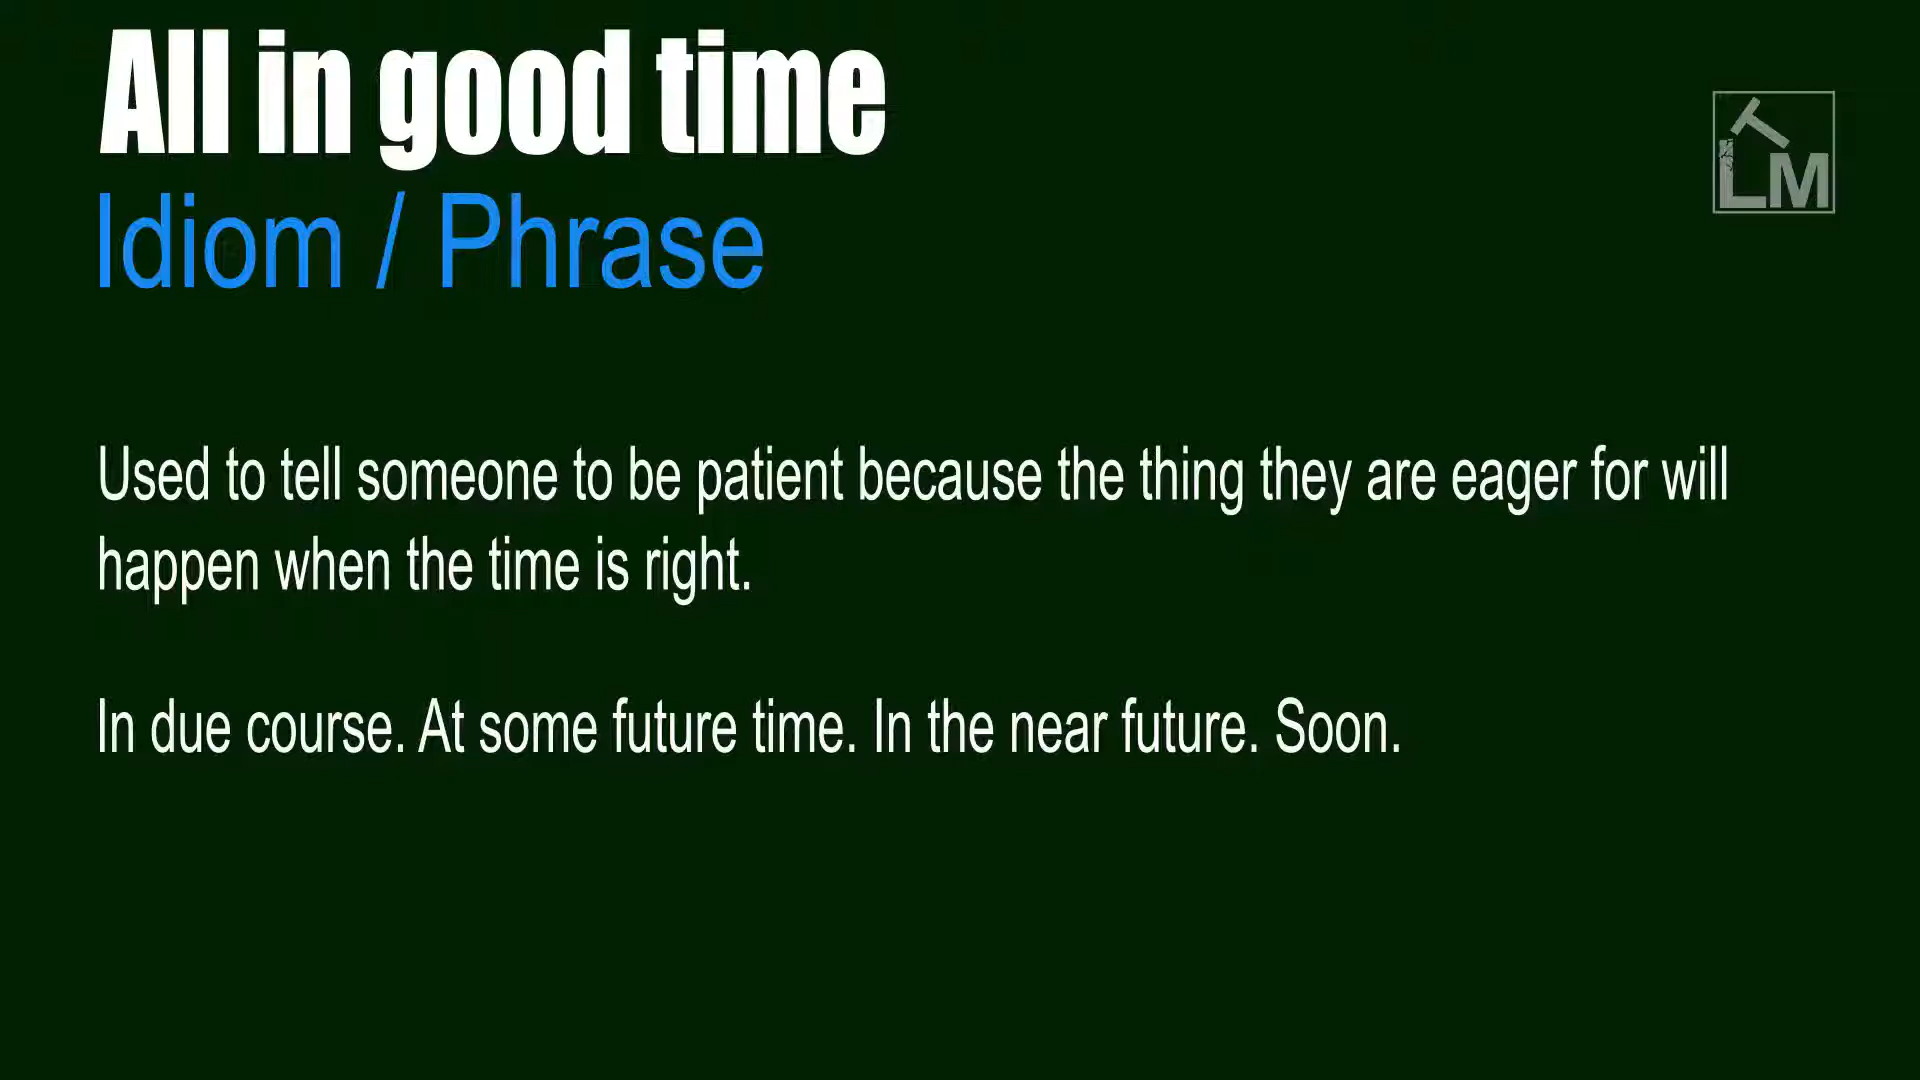 All in good time
Idiom / Phrase
Used to tell someone to be patient because the thing they are eager for will
happen when the time is right.
In due course. At some future time. In the near future. Soon.
LM